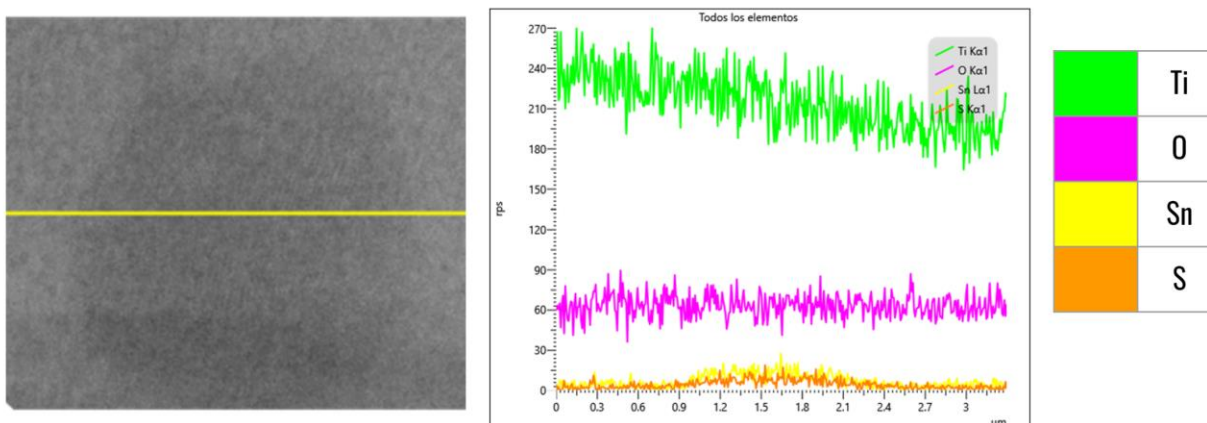 Todos los elementos
270
240
210
180
150
120
90
60
30
0
rps
Ti Kα1
O Kα1
Sn Lα1
S Kα1
0 0.3 0.6 0.9 1.2 1.5 1.8 2.1 2.4 2.7 3
µm
Ti
O
Sn
S